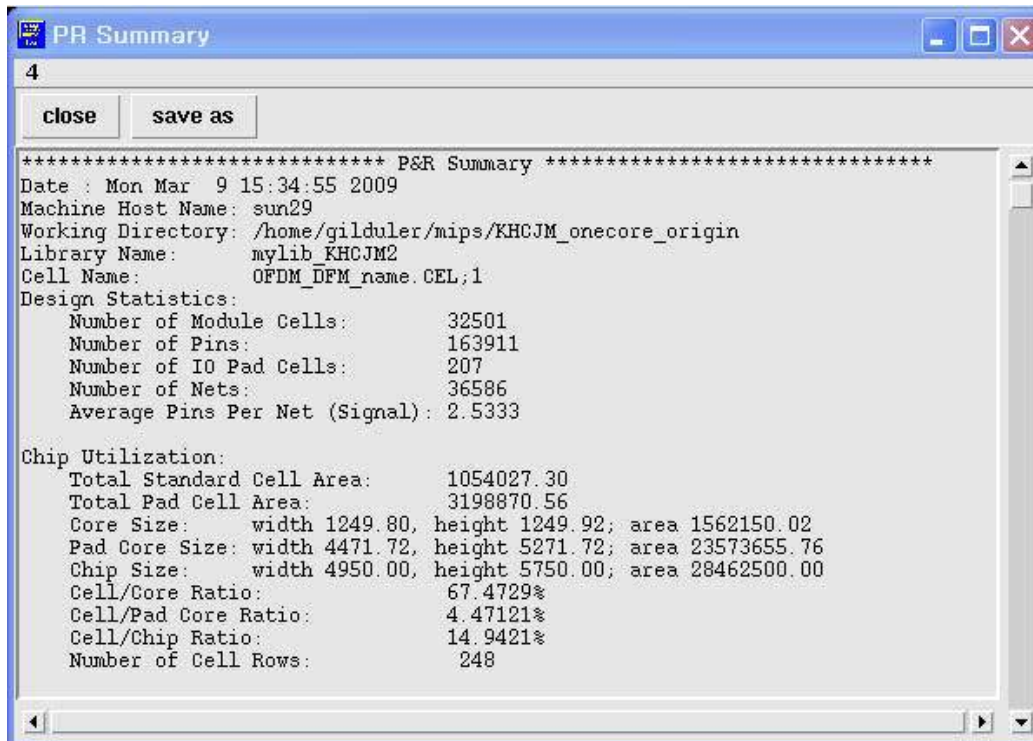 PR Summary
4
close save as
******************************** P&R Summary ********************************
Date : Mon Mar  9 15:34:55 2009
Machine Host Name: sun29
Working Directory: /home/gilduler/mips/KHCJM_onecore_origin
Library Name:      mylib_KHCJM2
Cell Name:         OFDM_DFM_name.CEL;1
Design Statistics:
    Number of Module Cells:        32501
    Number of Pins:                163911
    Number of IO Pad Cells:        207
    Number of Nets:                36586
    Average Pins Per Net (Signal): 2.5333
Chip Utilization:
    Total Standard Cell Area:      1054027.30
    Total Pad Cell Area:           3198870.56
    Core Size:     width 1249.80, height 1249.92; area 1562150.02
    Pad Core Size: width 4471.72, height 5271.72; area 23573655.76
    Chip Size:     width 4950.00, height 5750.00; area 28462500.00
    Cell/Core Ratio:               67.4729%
    Cell/Pad Core Ratio:           4.47121%
    Cell/Chip Ratio:               14.9421%
    Number of Cell Rows:            248